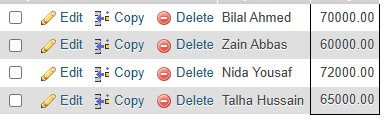 Edit Copy Delete Bilal Ahmed 70000.00
Edit Copy Delete Zain Abbas 60000.00
Edit Copy Delete Nida Yousaf 72000.00
Edit Copy Delete Talha Hussain 65000.00